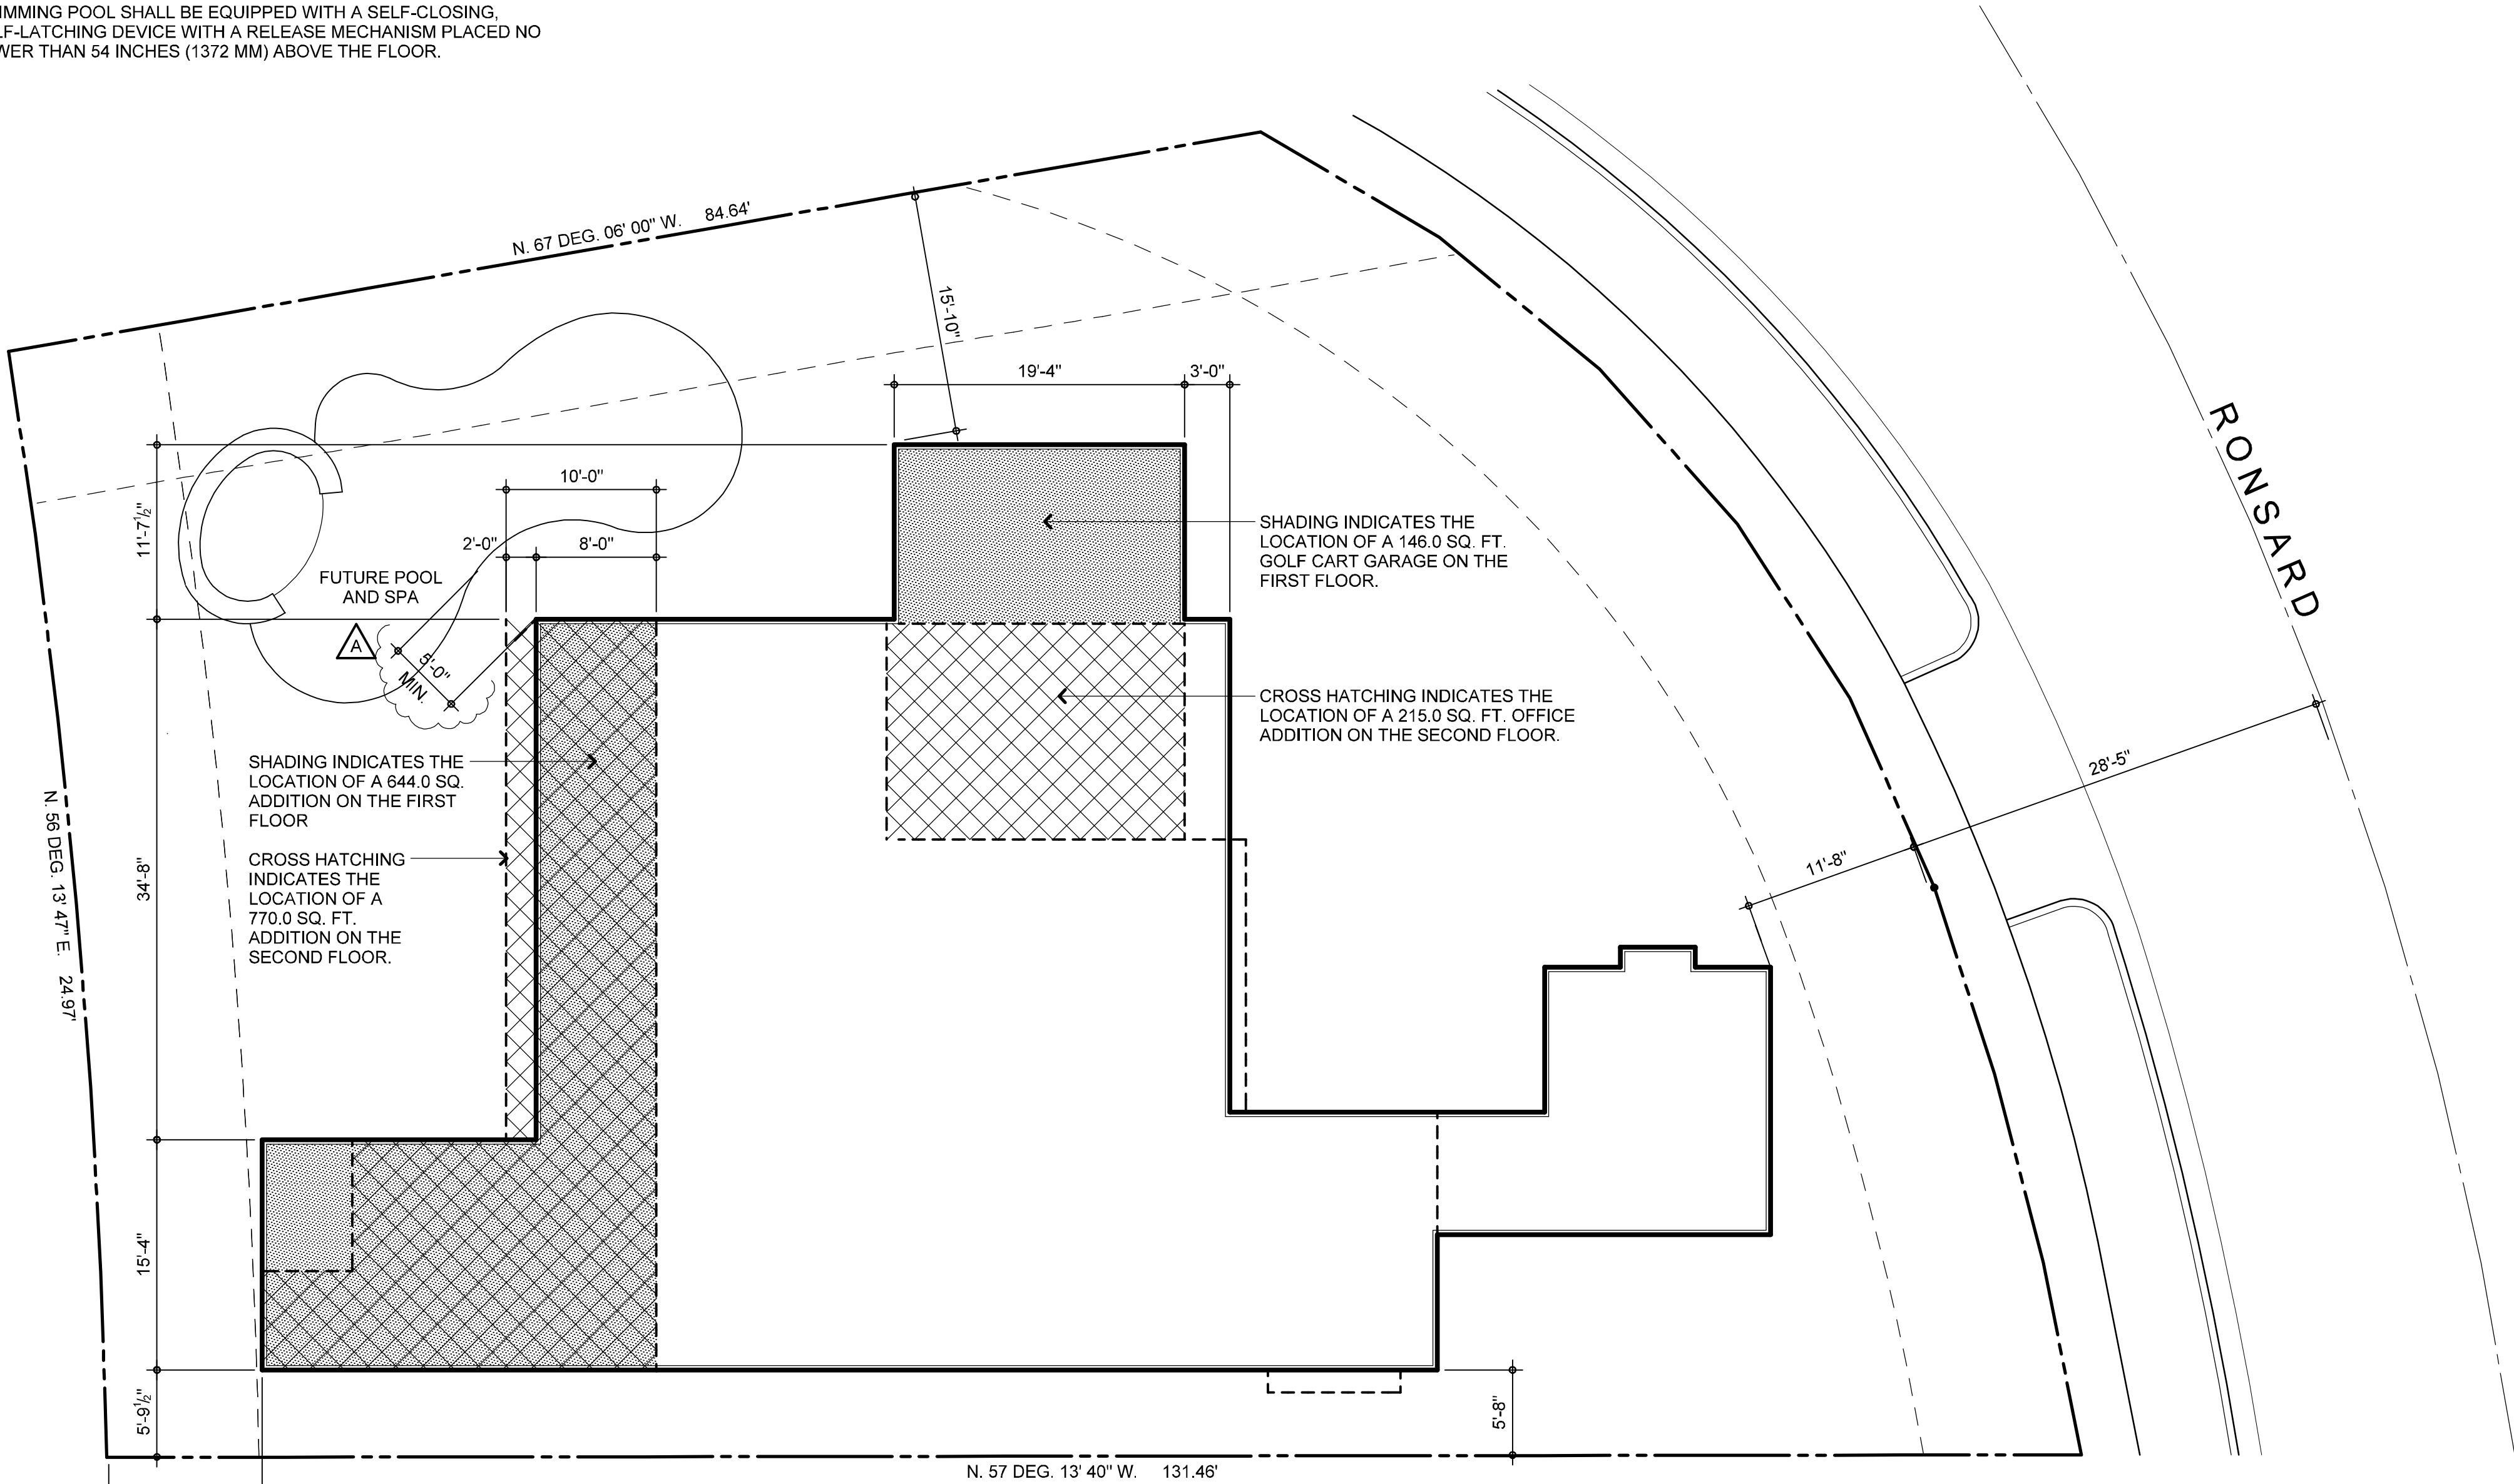 IMMING POOL SHALL BE EQUIPPED WITH A SELF-CLOSING,
LF-LATCHING DEVICE WITH A RELEASE MECHANISM PLACED NO
WER THAN 54 INCHES (1372 MM) ABOVE THE FLOOR.
N. 67 DEG. 06' 00" W. 84.64'
15'-10"
19'-4"
3'-0"
RONSARD
10'-0"
2'-0"
8'-0"
11'-7½"
SHADING INDICATES THE
LOCATION OF A 146.0 SQ. FT.
GOLF CART GARAGE ON THE
FIRST FLOOR.
FUTURE POOL
AND SPA
A
5'-0"
MIN.
CROSS HATCHING INDICATES THE
LOCATION OF A 215.0 SQ. FT. OFFICE
ADDITION ON THE SECOND FLOOR.
SHADING INDICATES THE
LOCATION OF A 644.0 SQ.
ADDITION ON THE FIRST
FLOOR
28'-5"
11'-8"
N. 56 DEG. 13' 47" E. 24.97'
34'-8"
CROSS HATCHING
INDICATES THE
LOCATION OF A
770.0 SQ. FT.
ADDITION ON THE
SECOND FLOOR.
15'-4"
5'-9½"
5'-8"
N. 57 DEG. 13' 40" W. 131.46'